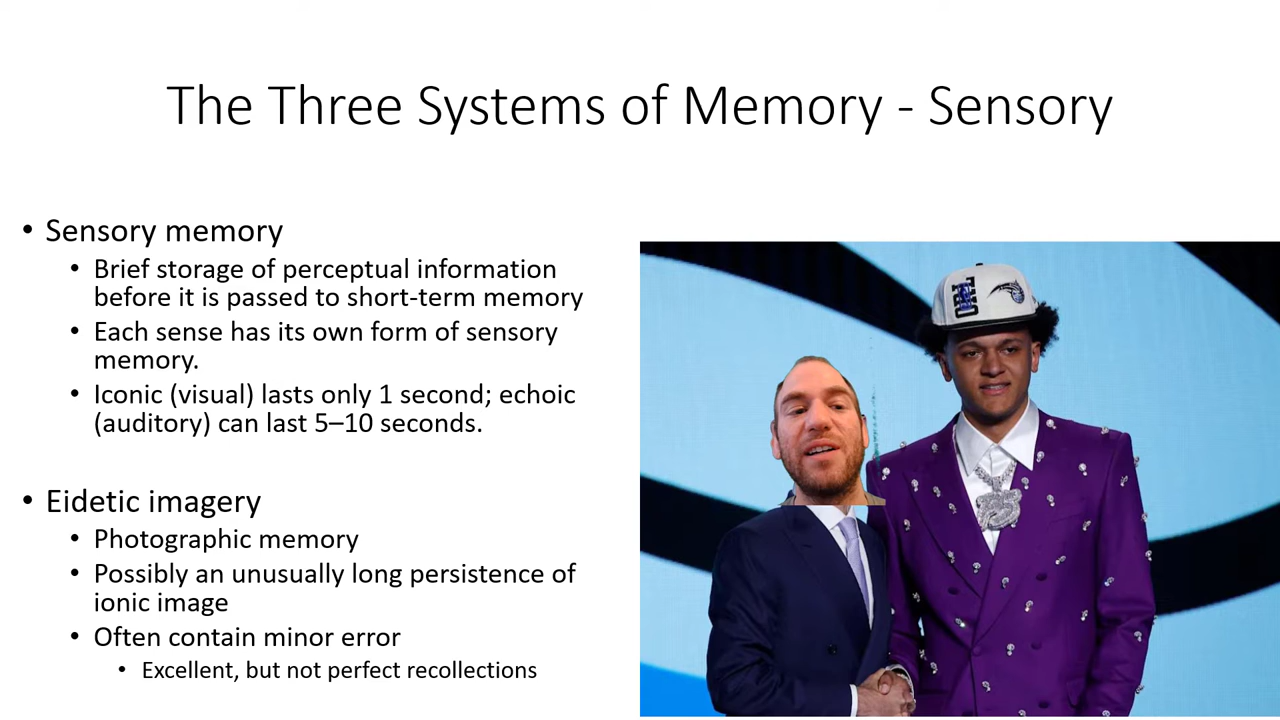 The Three Systems of Memory - Sensory
• Sensory memory
• Brief storage of perceptual information
before it is passed to short-term memory
• Each sense has its own form of sensory
memory.
• Iconic (visual) lasts only 1 second; echoic
(auditory) can last 5–10 seconds.
• Eidetic imagery
• Photographic memory
• Possibly an unusually long persistence of
ionic image
• Often contain minor error
• Excellent, but not perfect recollections